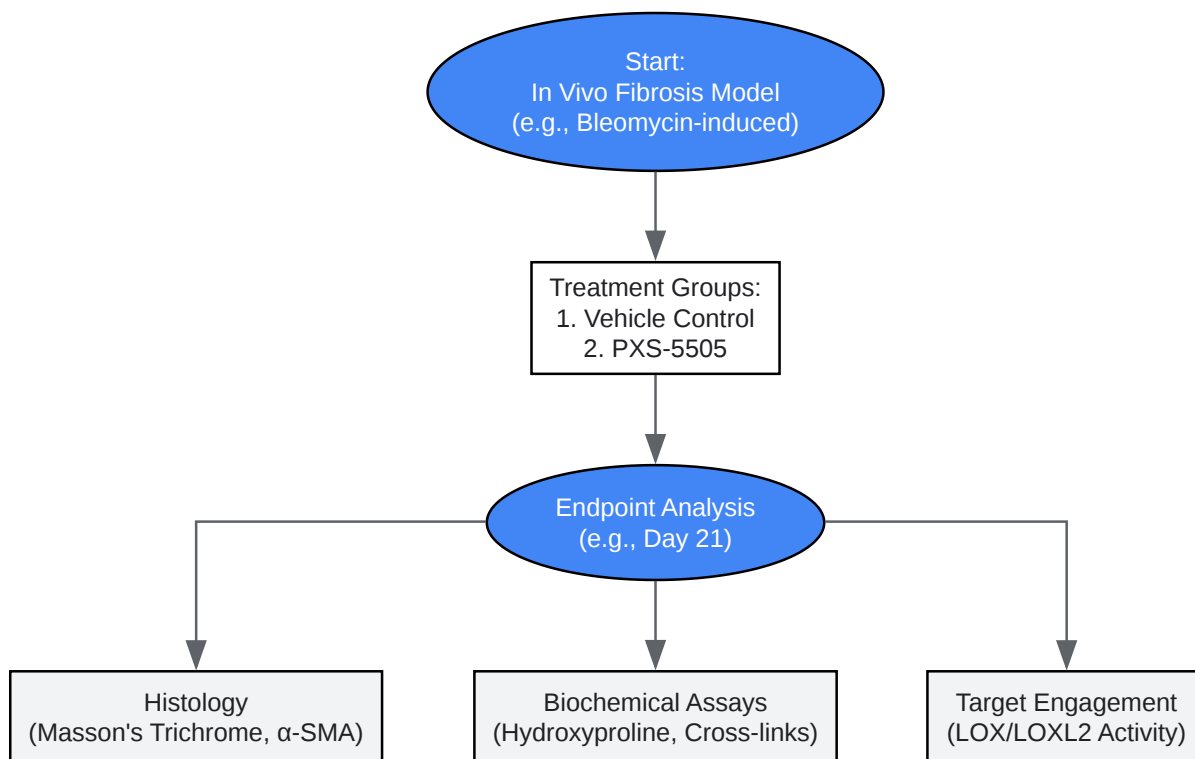 Start:
In Vivo Fibrosis Model
(e.g., Bleomycin-induced)
Treatment Groups:
1. Vehicle Control
2. PXS-5505
Endpoint Analysis
(e.g., Day 21)
Histology
(Masson's Trichrome, α-SMA)
Biochemical Assays
(Hydroxyproline, Cross-links)
Target Engagement
(LOX/LOXL2 Activity)